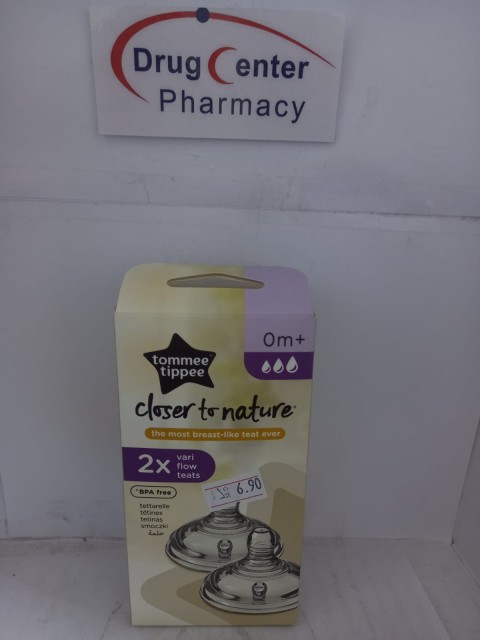 Drug Center
Pharmacy
0m+
tommee
tippee
closer to nature
the most breast-like teat ever
2x vari
flow
teats
*BPA free
6.90
tettarelle
tétines
tetinas
smoczki
حلمة